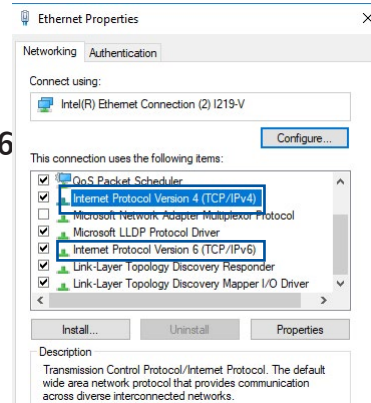 Ethernet Properties
Networking
Authentication
Connect using:
Intel(R) Ethernet Connection (2) I219-V
6
Configure...
This connection uses the following items:
QoS Packet Scheduler
Internet Protocol Version 4 (TCP/IPv4)
Microsoft Network Adapter Multiplexor Protocol
Microsoft LLDP Protocol Driver
Internet Protocol Version 6 (TCP/IPv6)
Link-Layer Topology Discovery Responder
Link-Layer Topology Discovery Mapper I/O Driver
Install...
Uninstall
Properties
Description
Transmission Control Protocol/Internet Protocol. The default
wide area network protocol that provides communication
across diverse interconnected networks.